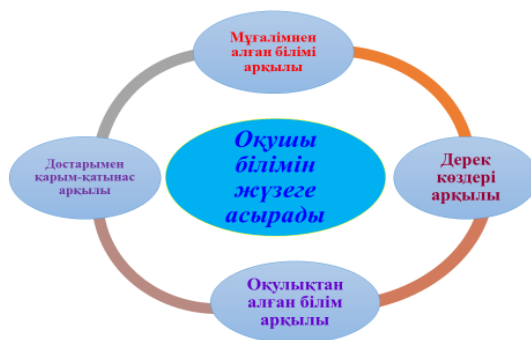 Мұғалімнен
алған білімі
арқылы
Оқушы
білімін
жүзеге
асырады
Достарымен
қарым-қатынас
арқылы
Дерек
көздері
арқылы
Оқулықтан
алған білім
арқылы